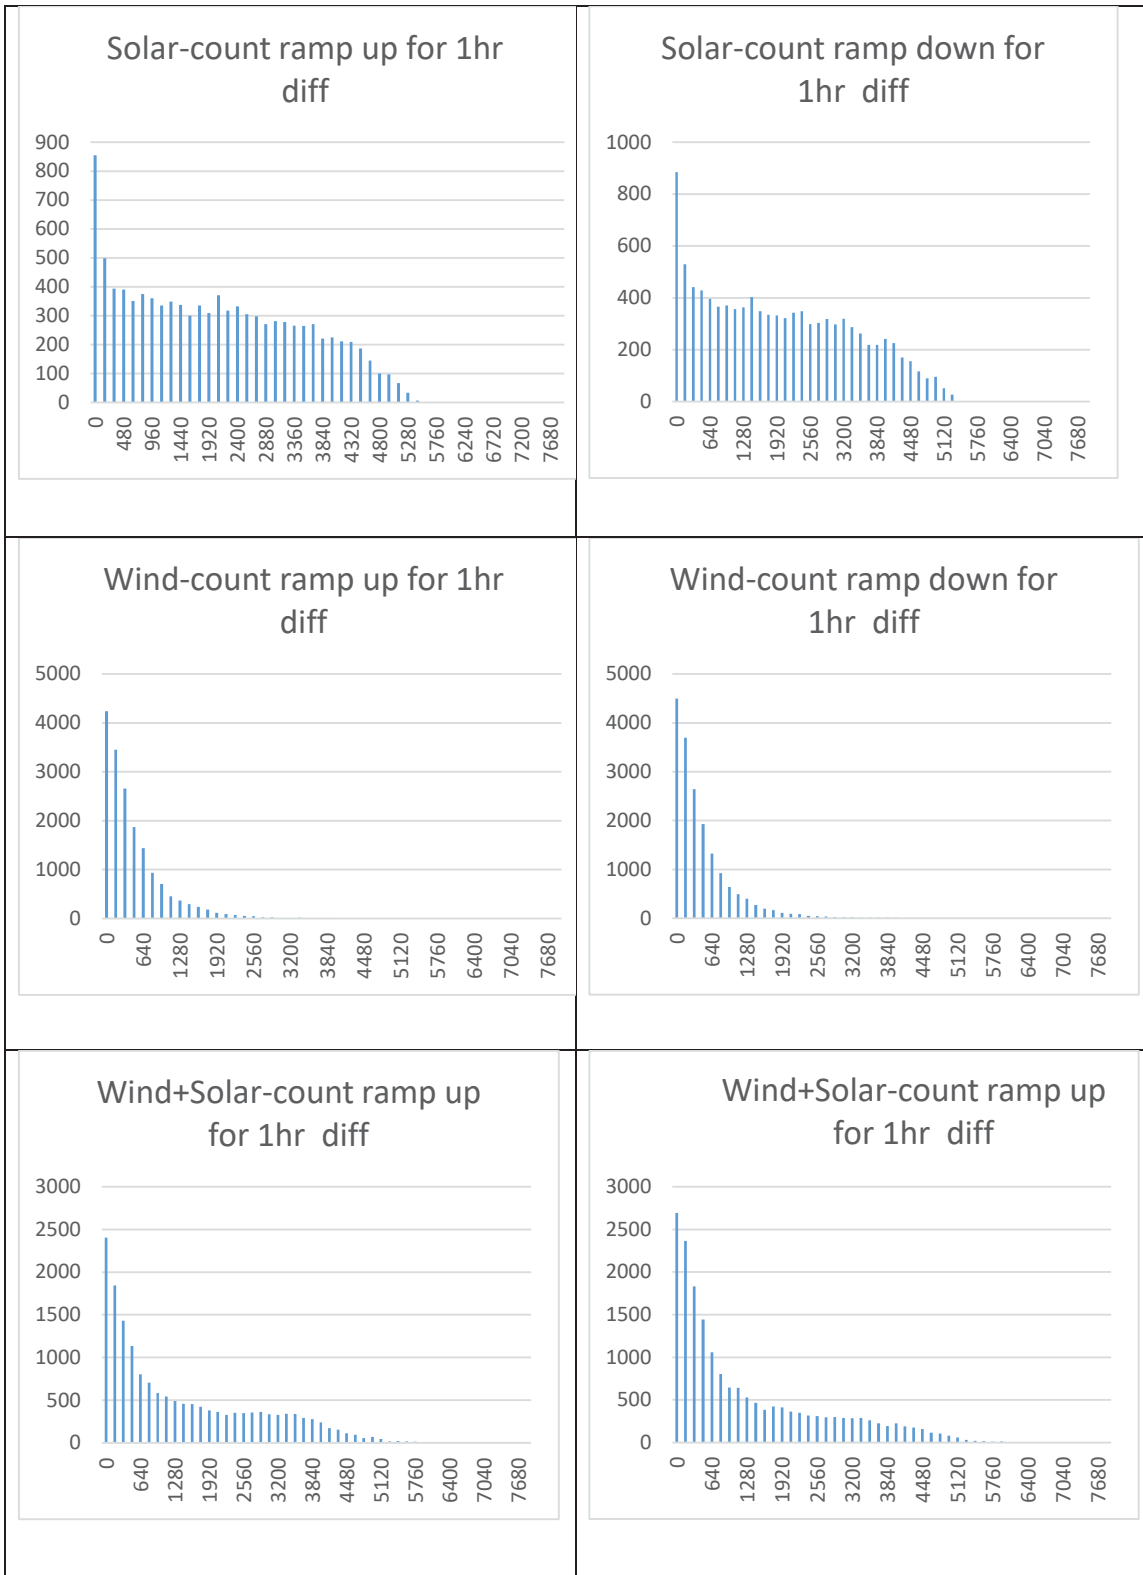 Solar-count ramp up for 1hr
diff
900
800
700
600
500
400
300
200
100
0
0 480 960 1440 1920 2400 2880 3360 3840 4320 4800 5280 5760 6240 6720 7200 7680
Solar-count ramp down for
1hr diff
1000
800
600
400
200
0
0 640 1280 1920 2560 3200 3840 4480 5120 5760 6400 7040 7680
Wind-count ramp up for 1hr
diff
5000
4000
3000
2000
1000
0
0 640 1280 1920 2560 3200 3840 4480 5120 5760 6400 7040 7680
Wind-count ramp down for
1hr diff
5000
4000
3000
2000
1000
0
0 640 1280 1920 2560 3200 3840 4480 5120 5760 6400 7040 7680
Wind+Solar-count ramp up
for 1hr diff
3000
2500
2000
1500
1000
500
0
0 640 1280 1920 2560 3200 3840 4480 5120 5760 6400 7040 7680
Wind+Solar-count ramp up
for 1hr diff
3000
2500
2000
1500
1000
500
0
0 640 1280 1920 2560 3200 3840 4480 5120 5760 6400 7040 7680